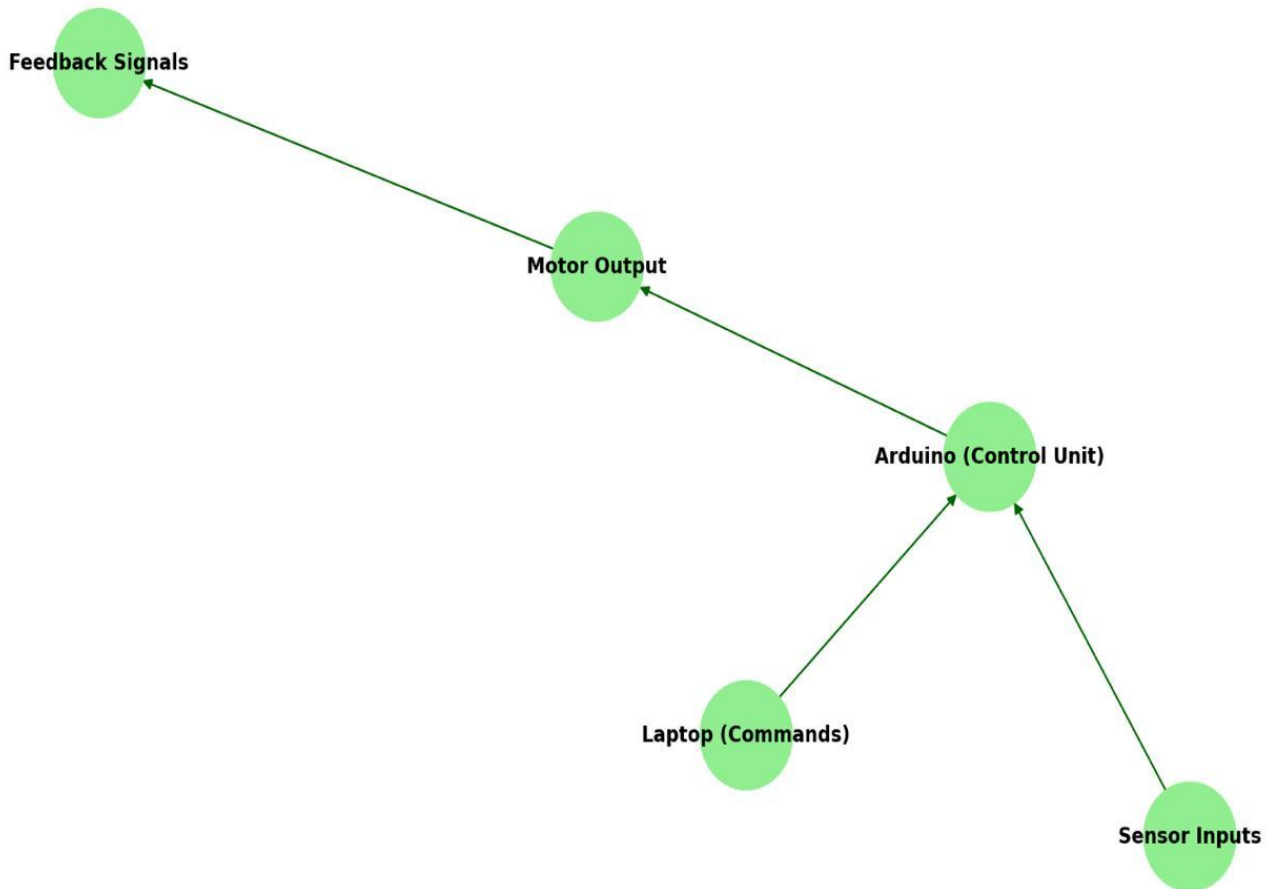 Feedback Signals
Motor Output
Arduino (Control Unit)
Laptop (Commands)
Sensor Inputs